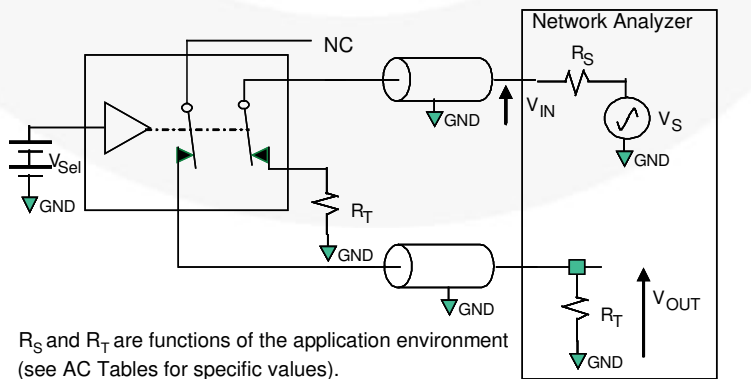 Network Analyzer
NC
R_S
GND
V_IN
V_S
GND
V_Sel
GND
R_T
GND
GND
R_T
V_OUT
GND
R_S and R_T are functions of the application environment
(see AC Tables for specific values).